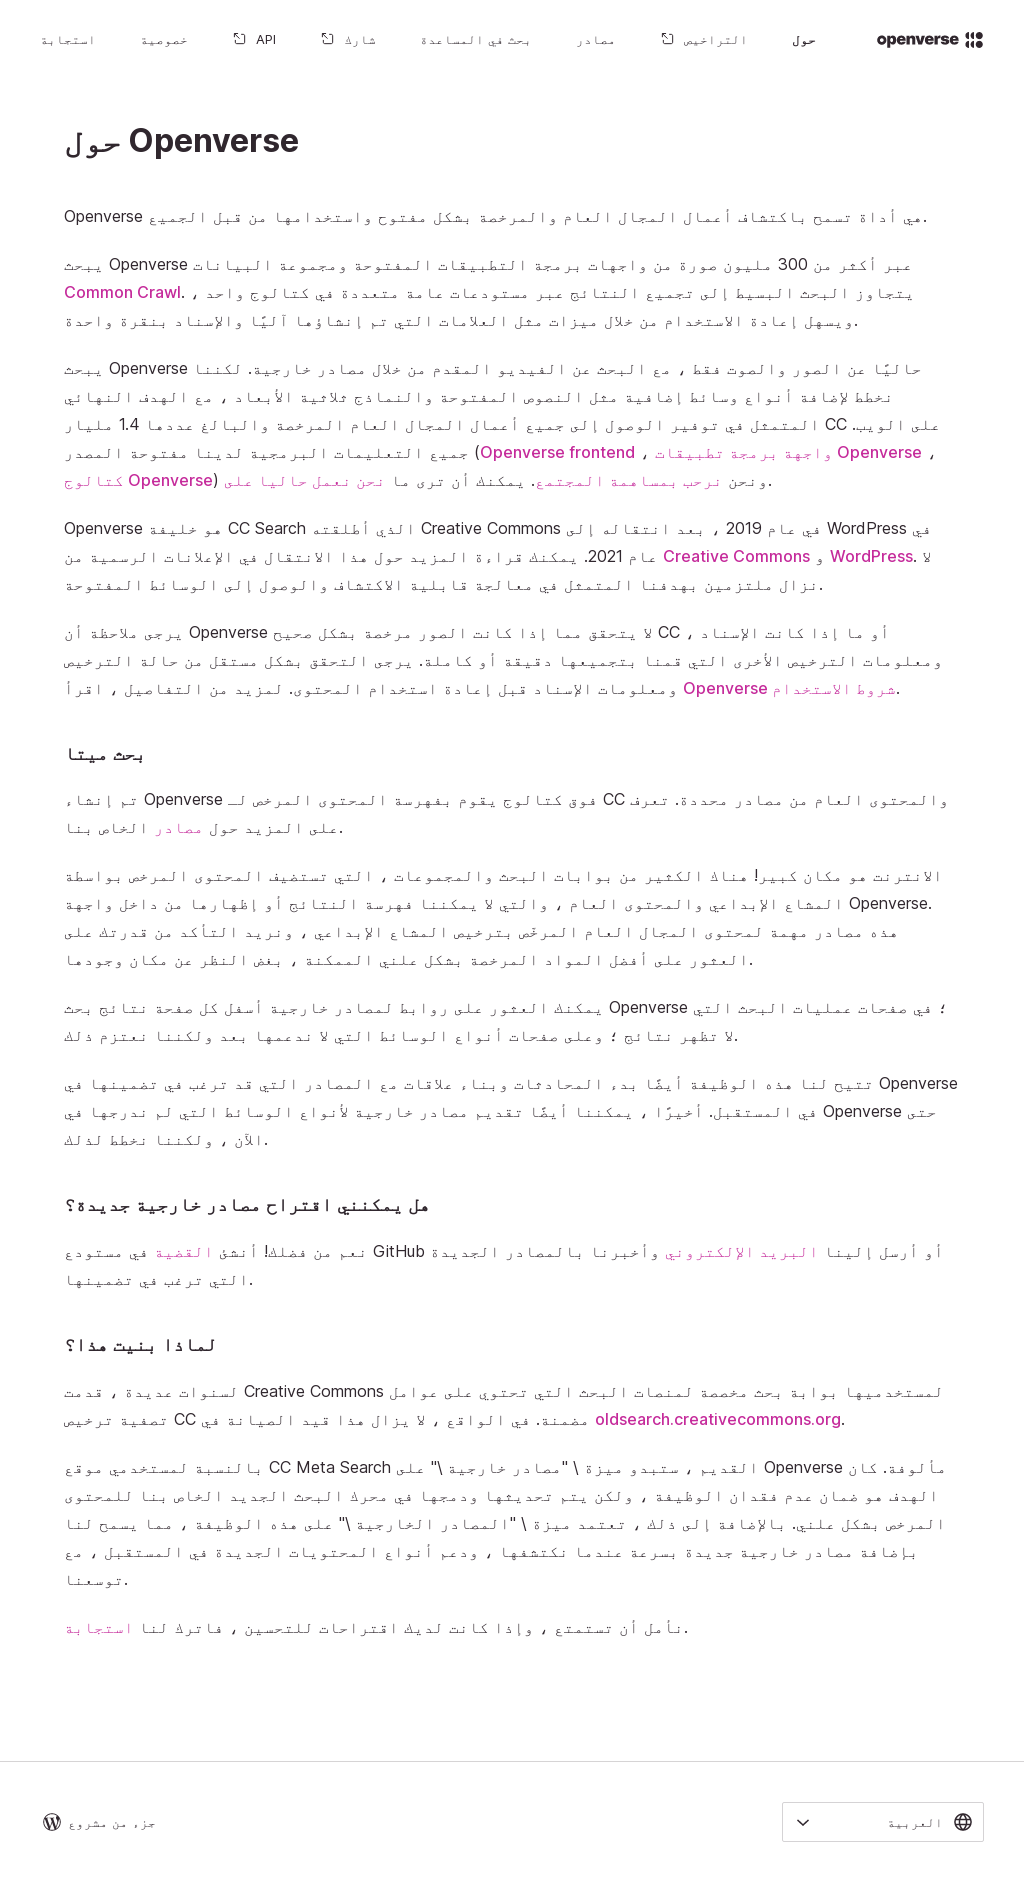 openverse
حول
التراخيص
مصادر
بحث في المساعدة
شارك
API
خصوصية
استجابة
حول Openverse
Openverse هي أداة تسمح باكتشاف أعمال المجال العام والمرخصة بشكل مفتوح واستخدامها من قبل الجميع.
يبحث Openverse عبر أكثر من 300 مليون صورة من واجهات برمجة التطبيقات المفتوحة ومجموعة البيانات
Common Crawl. يتجاوز البحث البسيط إلى تجميع النتائج عبر مستودعات عامة متعددة في كتالوج واحد ،
ويسهل إعادة الاستخدام من خلال ميزات مثل العلامات التي تم إنشاؤها آليًا والإسناد بنقرة واحدة.
يبحث Openverse حاليًا عن الصور والصوت فقط ، مع البحث عن الفيديو المقدم من خلال مصادر خارجية. لكننا
نخطط لإضافة أنواع وسائط إضافية مثل النصوص المفتوحة والنماذج ثلاثية الأبعاد ، مع الهدف النهائي
المتمثل في توفير الوصول إلى جميع أعمال المجال العام المرخصة والبالغ عددها 1.4 مليار CC على الويب.
جميع التعليمات البرمجية لدينا مفتوحة المصدر (Openverse frontend ، واجهة برمجة تطبيقات Openverse ،
كتالوج Openverse) ونحن نرحب بمساهمة المجتمع. يمكنك أن ترى ما نحن نعمل حاليا على.
Openverse هو خليفة CC Search الذي أطلقته Creative Commons في عام 2019 ، بعد انتقاله إلى WordPress في
عام 2021. يمكنك قراءة المزيد حول هذا الانتقال في الإعلانات الرسمية من Creative Commons و WordPress. لا
نزال ملتزمين بهدفنا المتمثل في معالجة قابلية الاكتشاف والوصول إلى الوسائط المفتوحة.
يرجى ملاحظة أن Openverse لا يتحقق مما إذا كانت الصور مرخصة بشكل صحيح CC ، أو ما إذا كانت الإسناد
ومعلومات الترخيص الأخرى التي قمنا بتجميعها دقيقة أو كاملة. يرجى التحقق بشكل مستقل من حالة الترخيص
ومعلومات الإسناد قبل إعادة استخدام المحتوى. لمزيد من التفاصيل ، اقرأ Openverse شروط الاستخدام.
بحث ميتا
تم إنشاء Openverse فوق كتالوج يقوم بفهرسة المحتوى المرخص لـ CC والمحتوى العام من مصادر محددة. تعرف
على المزيد حول مصادر الخاص بنا.
الانترنت هو مكان كبير! هناك الكثير من بوابات البحث والمجموعات ، التي تستضيف المحتوى المرخص بواسطة
المشاع الإبداعي والمحتوى العام ، والتي لا يمكننا فهرسة النتائج أو إظهارها من داخل واجهة Openverse.
هذه مصادر مهمة لمحتوى المجال العام المرخّص بترخيص المشاع الإبداعي ، ونريد التأكد من قدرتك على
العثور على أفضل المواد المرخصة بشكل علني الممكنة ، بغض النظر عن مكان وجودها.
يمكنك العثور على روابط لمصادر خارجية أسفل كل صفحة نتائج بحث Openverse ؛ في صفحات عمليات البحث التي
لا تظهر نتائج ؛ وعلى صفحات أنواع الوسائط التي لا ندعمها بعد ولكننا نعتزم ذلك.
تتيح لنا هذه الوظيفة أيضًا بدء المحادثات وبناء علاقات مع المصادر التي قد ترغب في تضمينها في Openverse
في المستقبل. أخيرًا ، يمكننا أيضًا تقديم مصادر خارجية لأنواع الوسائط التي لم ندرجها في Openverse حتى
الآن ، ولكننا نخطط لذلك.
هل يمكنني اقتراح مصادر خارجية جديدة؟
نعم من فضلك! أنشئ القضية في مستودع GitHub أو أرسل إلينا البريد الإلكتروني وأخبرنا بالمصادر الجديدة
التي ترغب في تضمينها.
لماذا بنيت هذا؟
لسنوات عديدة ، قدمت Creative Commons لمستخدميها بوابة بحث مخصصة لمنصات البحث التي تحتوي على عوامل
تصفية ترخيص CC مضمنة. في الواقع ، لا يزال هذا قيد الصيانة في oldsearch.creativecommons.org.
بالنسبة لمستخدمي موقع CC Meta Search القديم ، ستبدو ميزة \ "مصادر خارجية \" على Openverse مألوفة. كان
الهدف هو ضمان عدم فقدان الوظيفة ، ولكن يتم تحديثها ودمجها في محرك البحث الجديد الخاص بنا للمحتوى
المرخص بشكل علني. بالإضافة إلى ذلك ، تعتمد ميزة \ "المصادر الخارجية \" على هذه الوظيفة ، مما يسمح لنا
بإضافة مصادر خارجية جديدة بسرعة عندما نكتشفها ، ودعم أنواع المحتويات الجديدة في المستقبل ، مع
توسعنا.
نأمل أن تستمتع ، وإذا كانت لديك اقتراحات للتحسين ، فاترك لنا استجابة.
العربية
جزء من مشروع